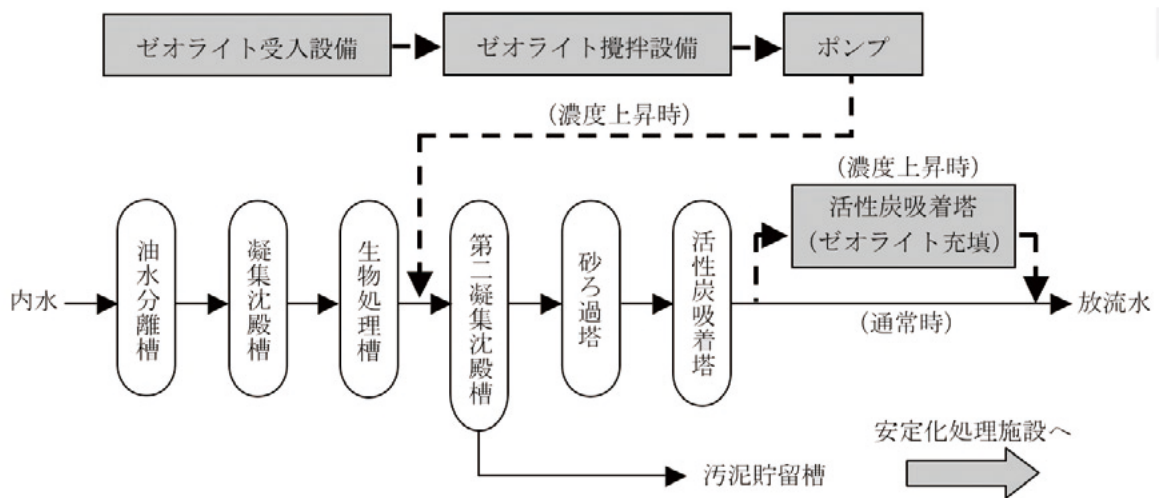 ゼオライト受入設備
ゼオライト攪拌設備
ポンプ
(濃度上昇時)
(濃度上昇時)
活性炭吸着塔
(ゼオライト充填)
内水
油水分離槽
凝集沈殿槽
生物処理槽
第二凝集沈殿槽
砂ろ過塔
活性炭吸着塔
(通常時)
放流水
安定化処理施設へ
汚泥貯留槽